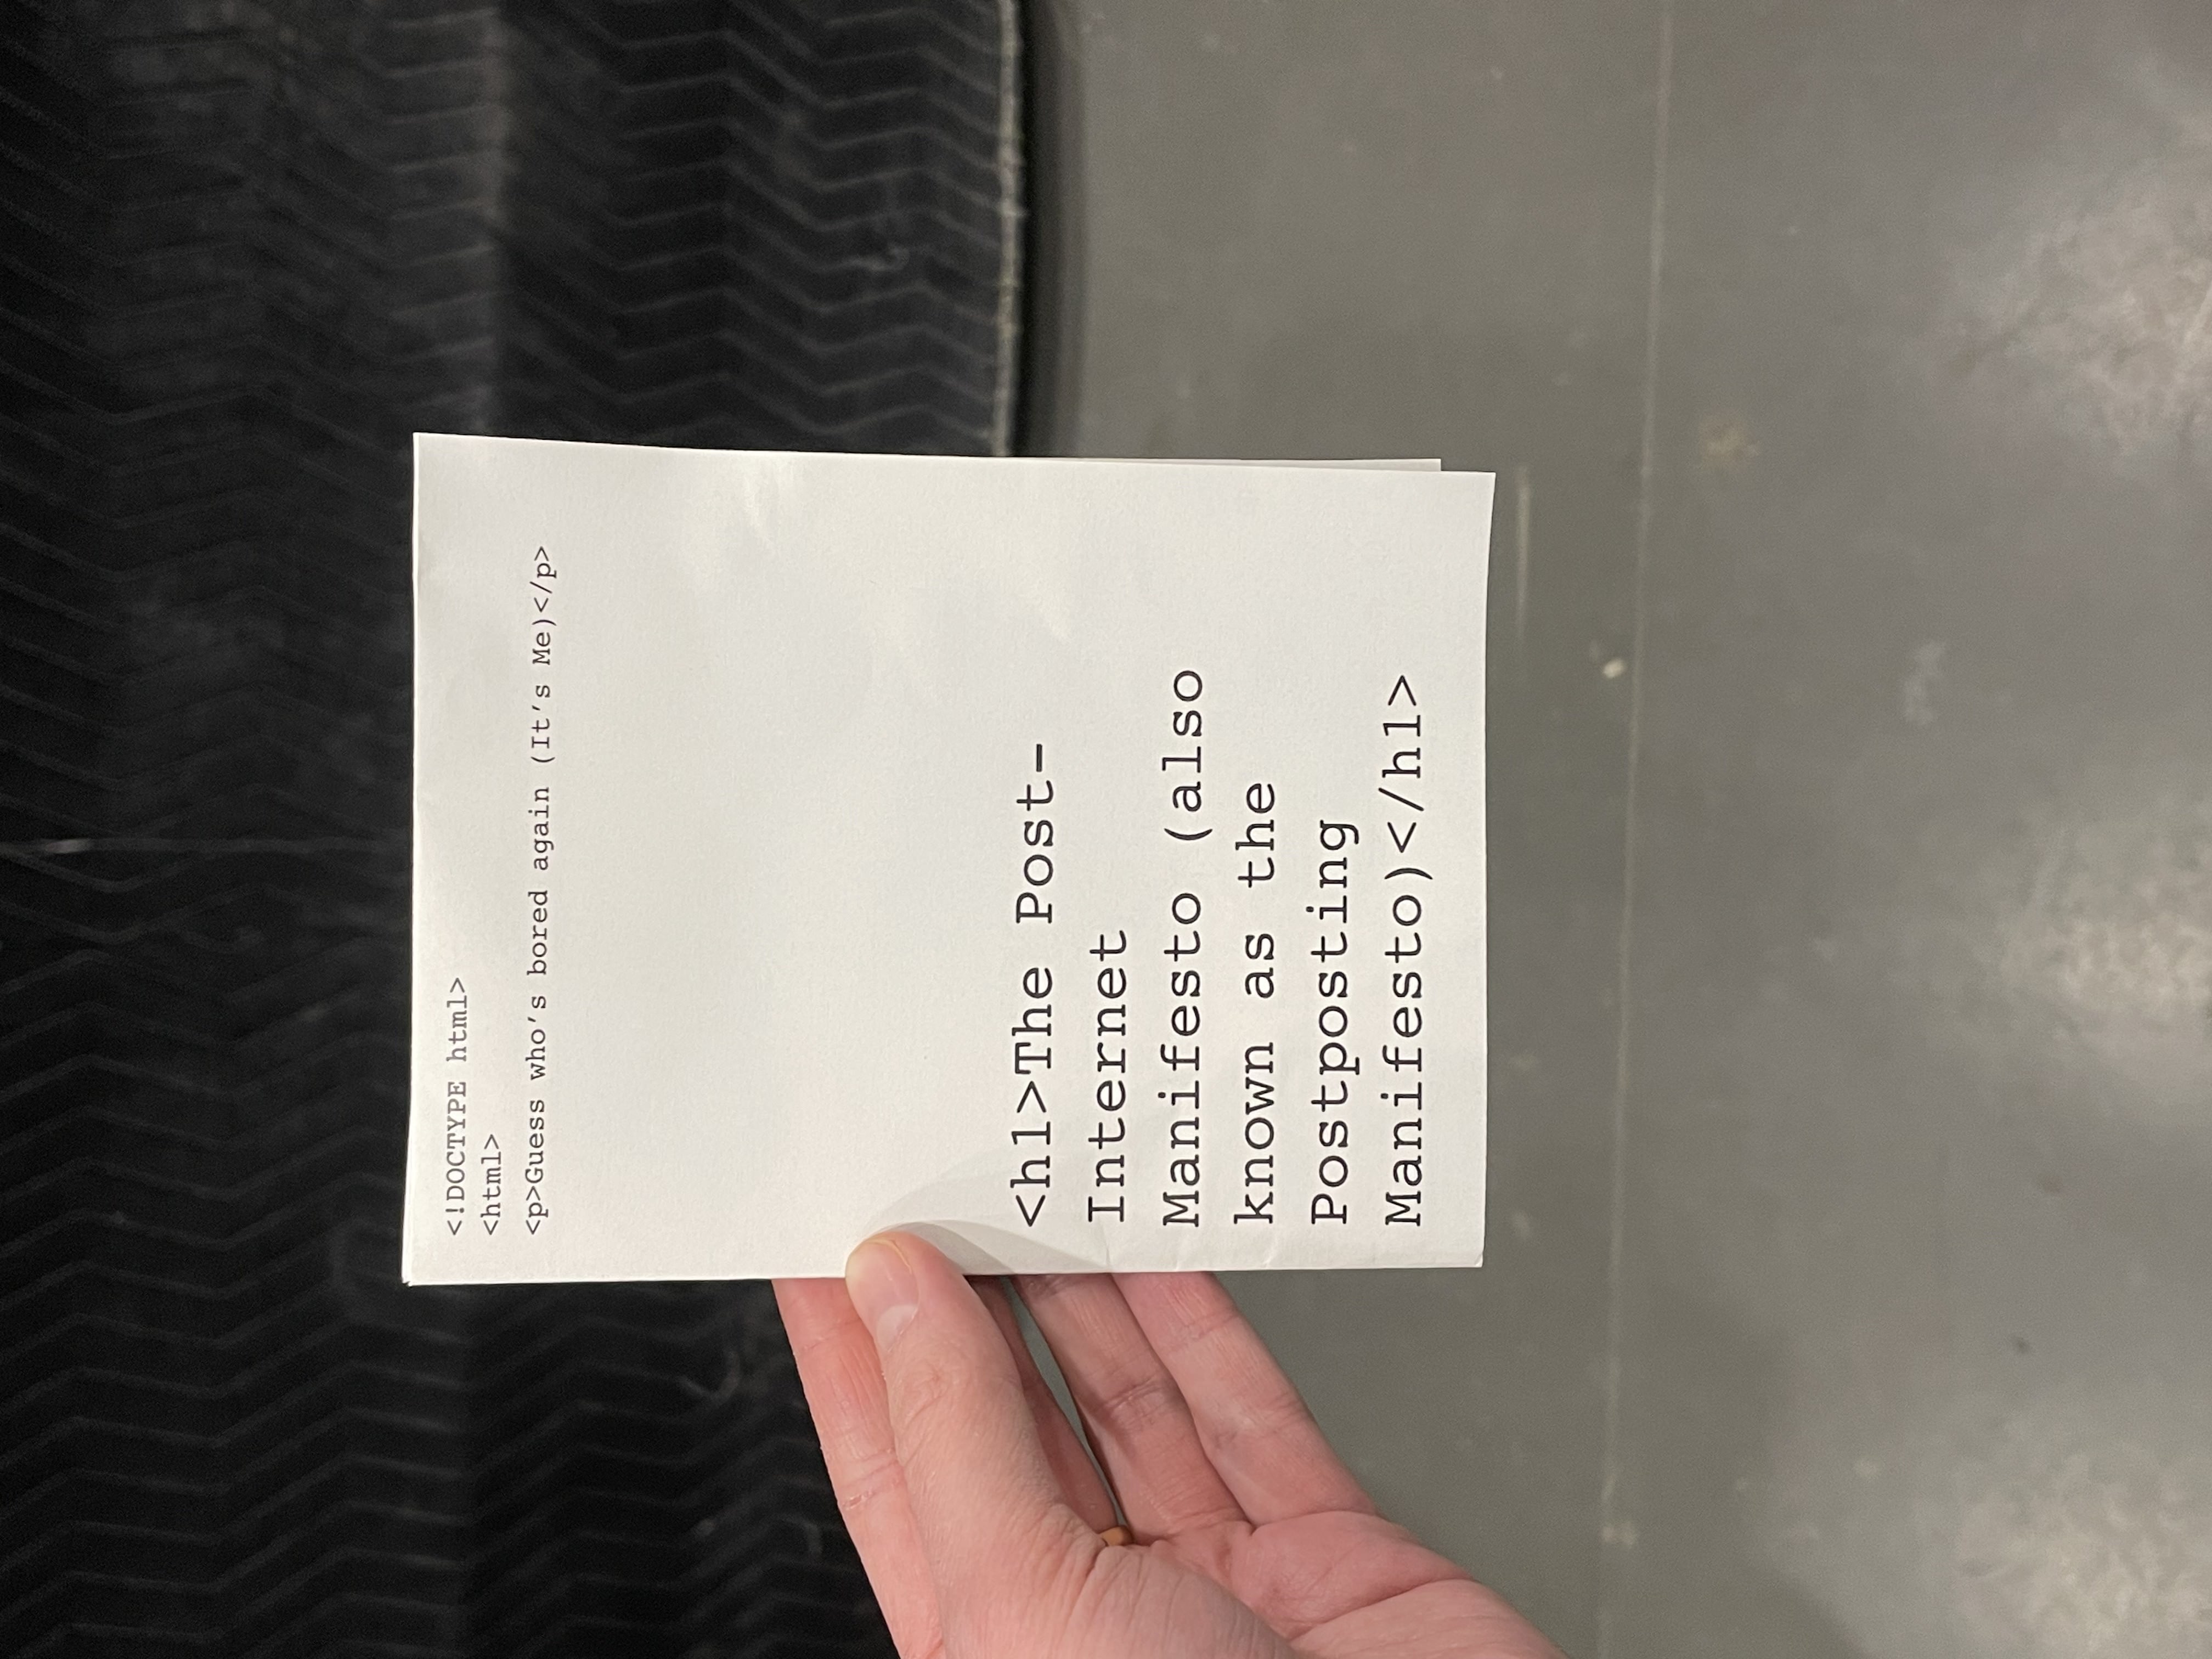 <!DOCTYPE html>
<html>
<p>Guess who’s bored again (It’s Me)</p>
<h1>The Post-
Internet
Manifesto (also
known as the
Postposting
Manifesto)</h1>